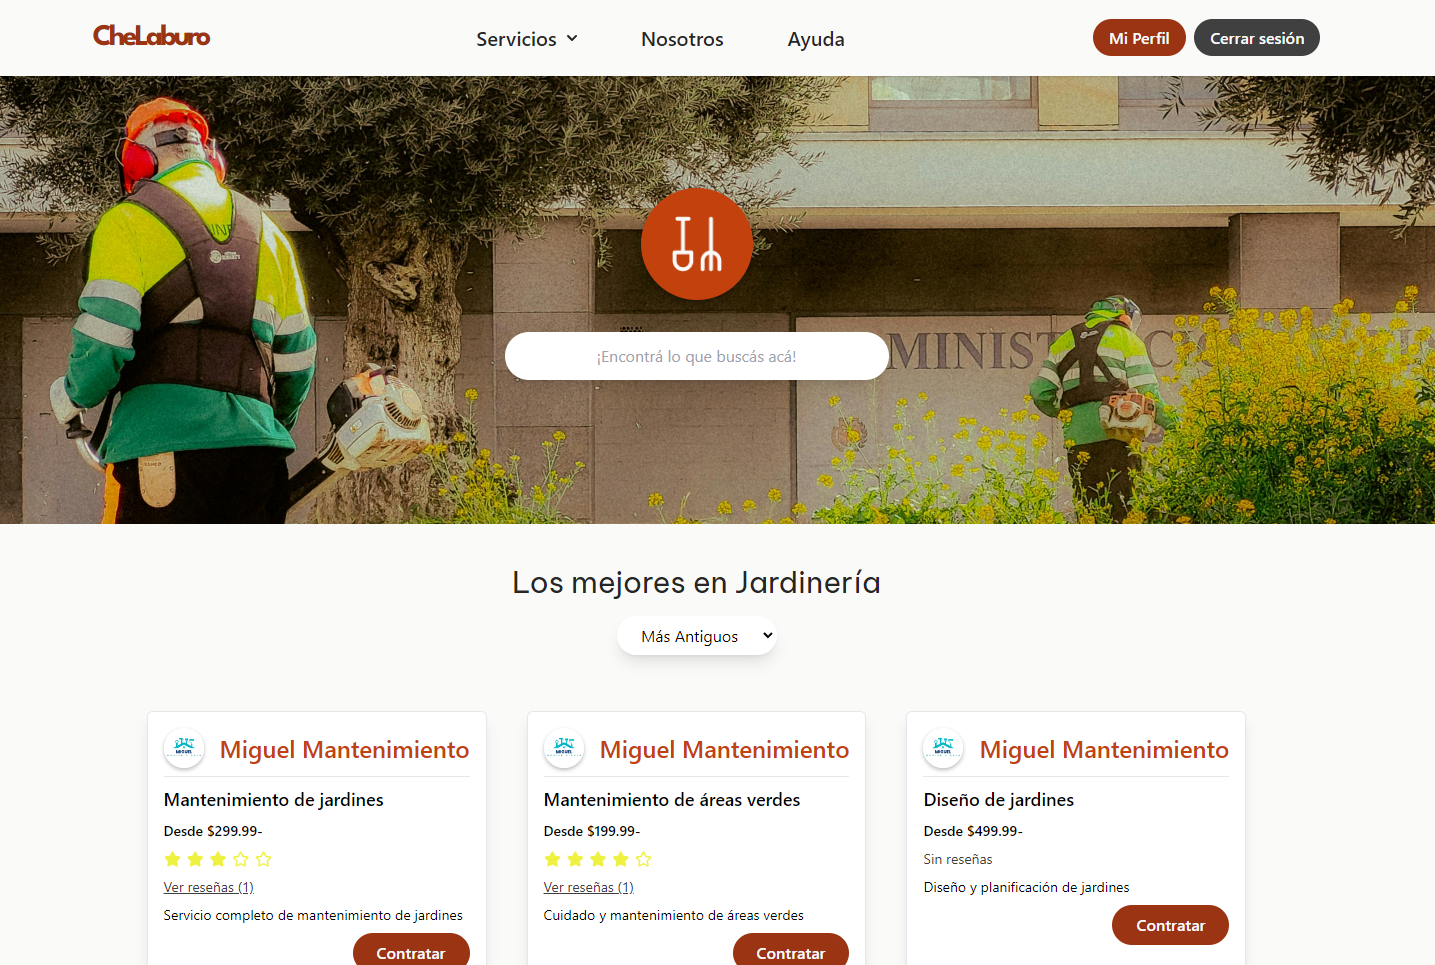 CheLaburo
Servicios
Nosotros
Ayuda
Mi Perfil
Cerrar sesión
¡Encontrá lo que buscás acá!
MINIST
Los mejores en Jardinería
Más Antiguos
Miguel Mantenimiento
Mantenimiento de jardines
Desde $299.99-
Ver reseñas (1)
Servicio completo de mantenimiento de jardines
Contratar
Miguel Mantenimiento
Mantenimiento de áreas verdes
Desde $199.99-
Ver reseñas (1)
Cuidado y mantenimiento de áreas verdes
Contratar
Miguel Mantenimiento
Diseño de jardines
Desde $499.99-
Sin reseñas
Diseño y planificación de jardines
Contratar